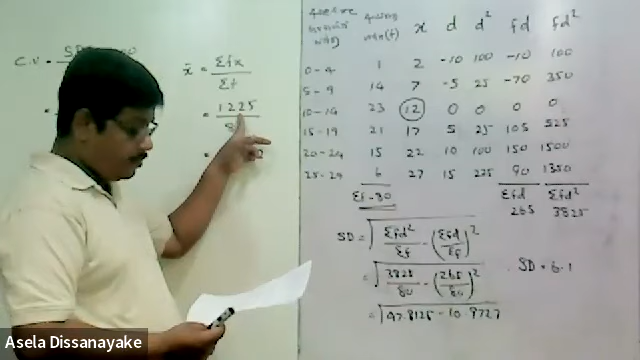 C.V =
x̄ = Σfx / Σf
= 1225
x d d² fd fd²
0-4 1 2 -10 100 -10 100
5-9 14 7 -5 25 -70 350
10-14 23 12 0 0 0 0
15-19 21 17 5 25 105 525
20-24 15 22 10 100 150 1500
25-29 6 27 15 225 90 1350
Σf=80 Σfd Σfd²
265 3825
SD = √ Σfd²/Σf - (Σfd/Σf)²
= √ 3825/80 - (265/80)² SD = 6.1
= √ 47.8125 - 10.9727
Asela Dissanayake